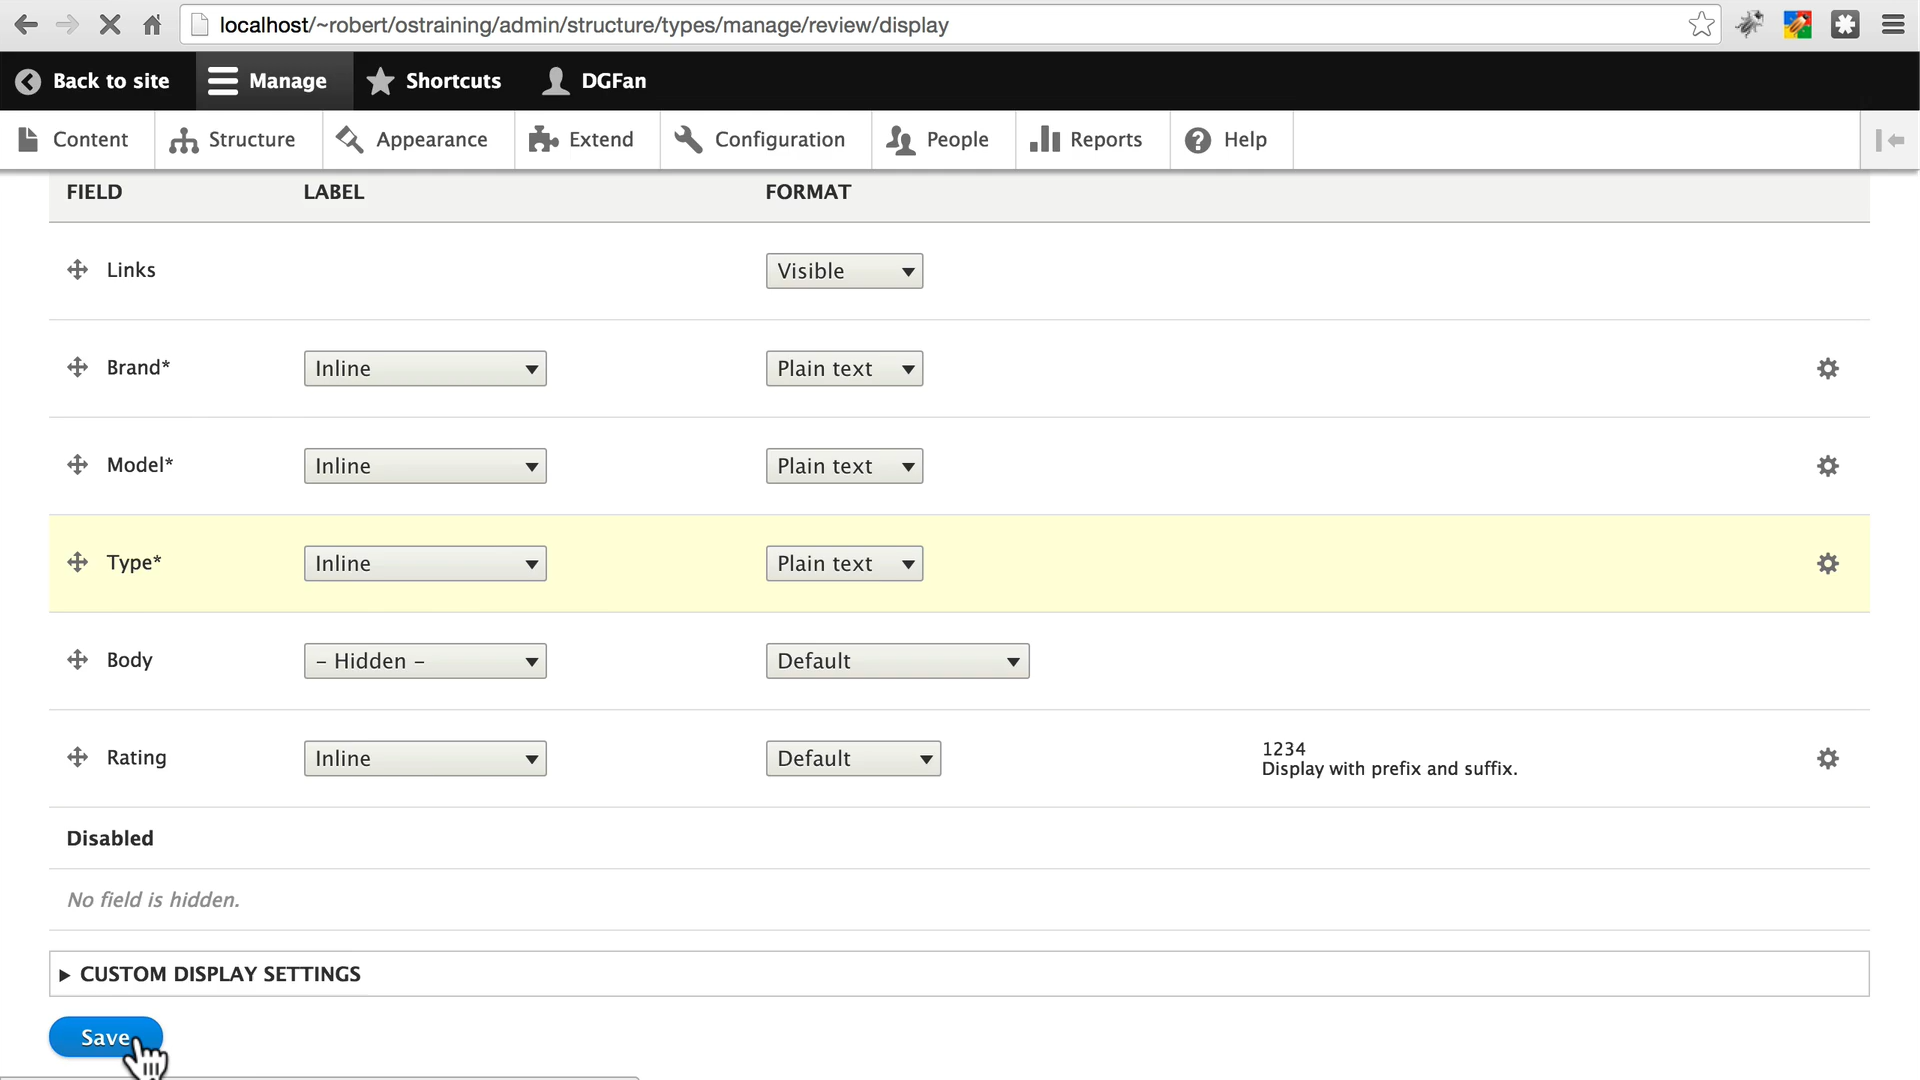 localhost/~robert/ostraining/admin/structure/types/manage/review/display
Back to site Manage Shortcuts DGFan
Content Structure Appearance Extend Configuration People Reports Help
FIELD LABEL FORMAT
Links Visible
Brand* Inline Plain text
Model* Inline Plain text
Type* Inline Plain text
Body - Hidden - Default
Rating Inline Default 1234
Display with prefix and suffix.
Disabled
No field is hidden.
CUSTOM DISPLAY SETTINGS
Save